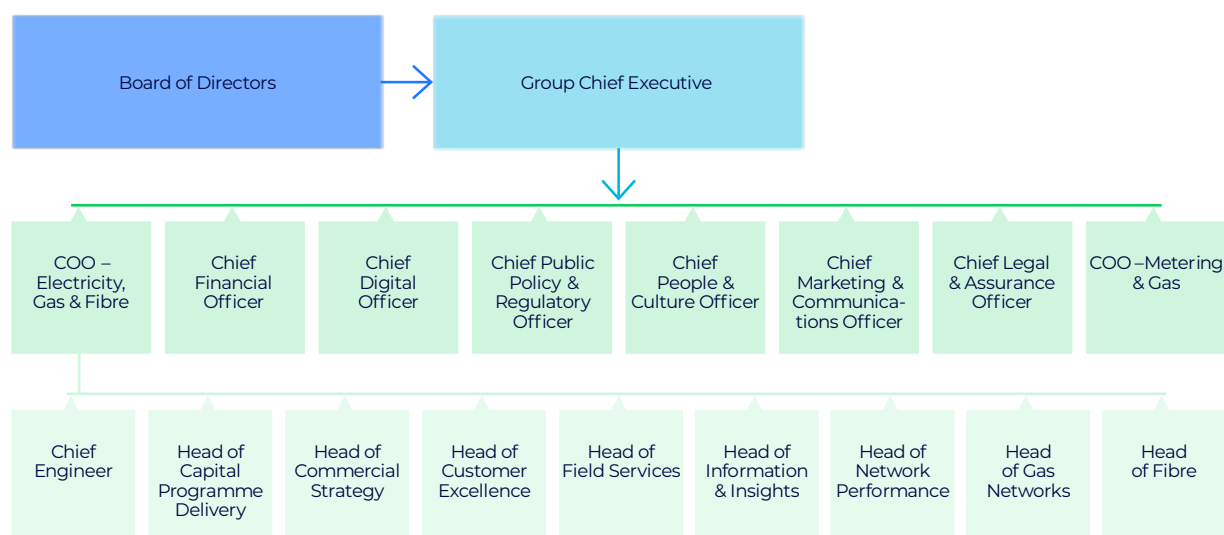 Board of Directors
Group Chief Executive
COO –
Electricity,
Gas & Fibre
Chief
Financial
Officer
Chief
Digital
Officer
Chief Public
Policy &
Regulatory
Officer
Chief
People &
Culture Officer
Chief
Marketing &
Communica-
tions Officer
Chief Legal
& Assurance
Officer
COO –Metering
& Gas
Chief
Engineer
Head of
Capital
Programme
Delivery
Head of
Commercial
Strategy
Head of
Customer
Excellence
Head of
Field Services
Head of
Information
& Insights
Head of
Network
Performance
Head
of Gas
Networks
Head
of Fibre